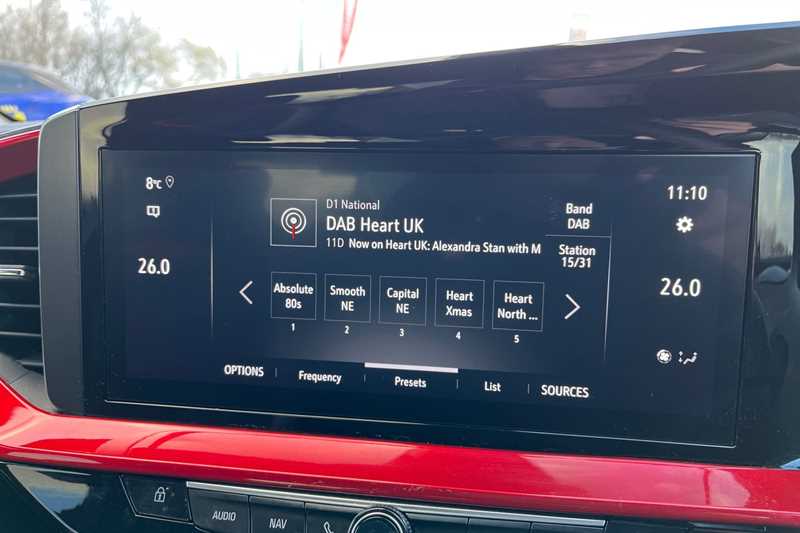 8°C
26.0
D1 National
DAB Heart UK
11D Now on Heart UK: Alexandra Stan with M
Band
DAB
Station
15/31
11:10
26.0
Absolute
80s
1
Smooth
NE
2
Capital
NE
3
Heart
Xmas
4
Heart
North ...
5
OPTIONS
Frequency
Presets
List
SOURCES
AUDIO
NAV